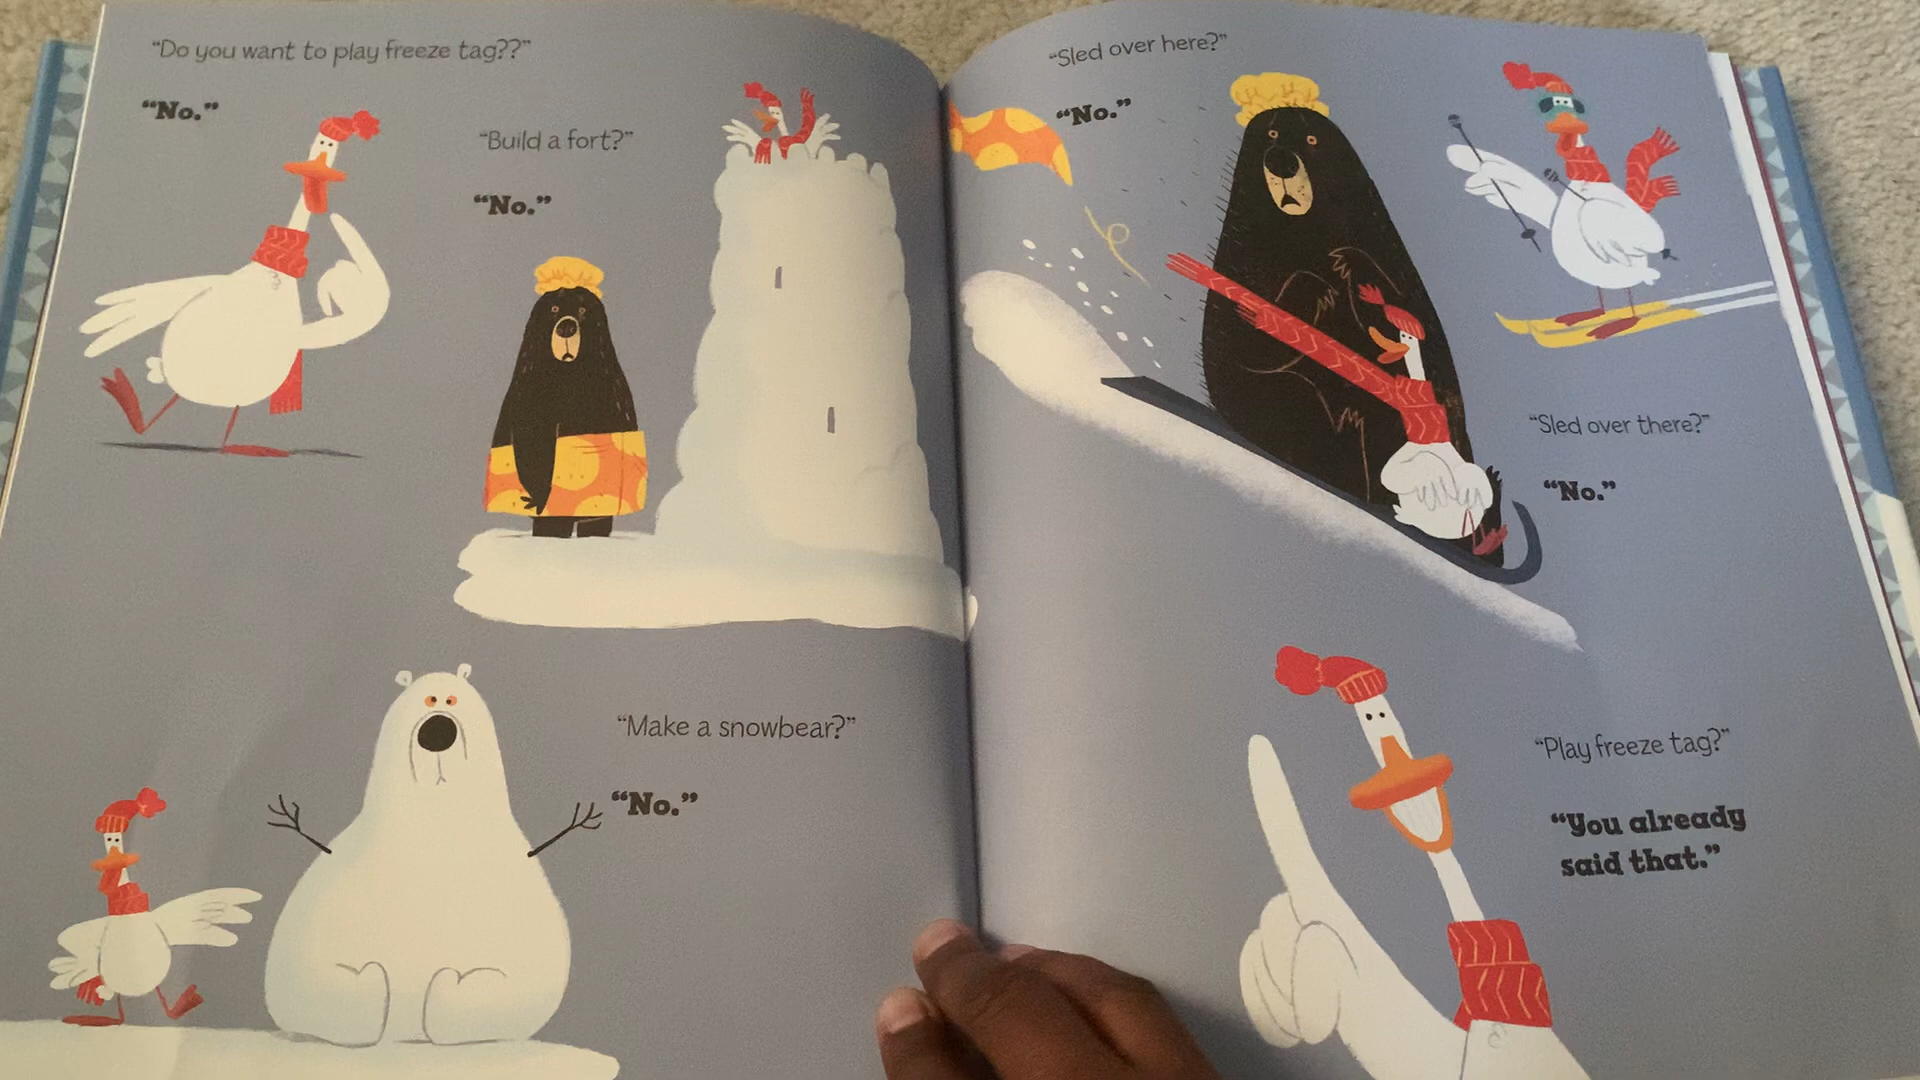 “Do you want to play freeze tag??”
“No.”
“Build a fort?”
“No.”
“Make a snowbear?”
“No.”
“Sled over here?”
“No.”
“Sled over there?”
“No.”
“Play freeze tag?”
“You already
said that.”